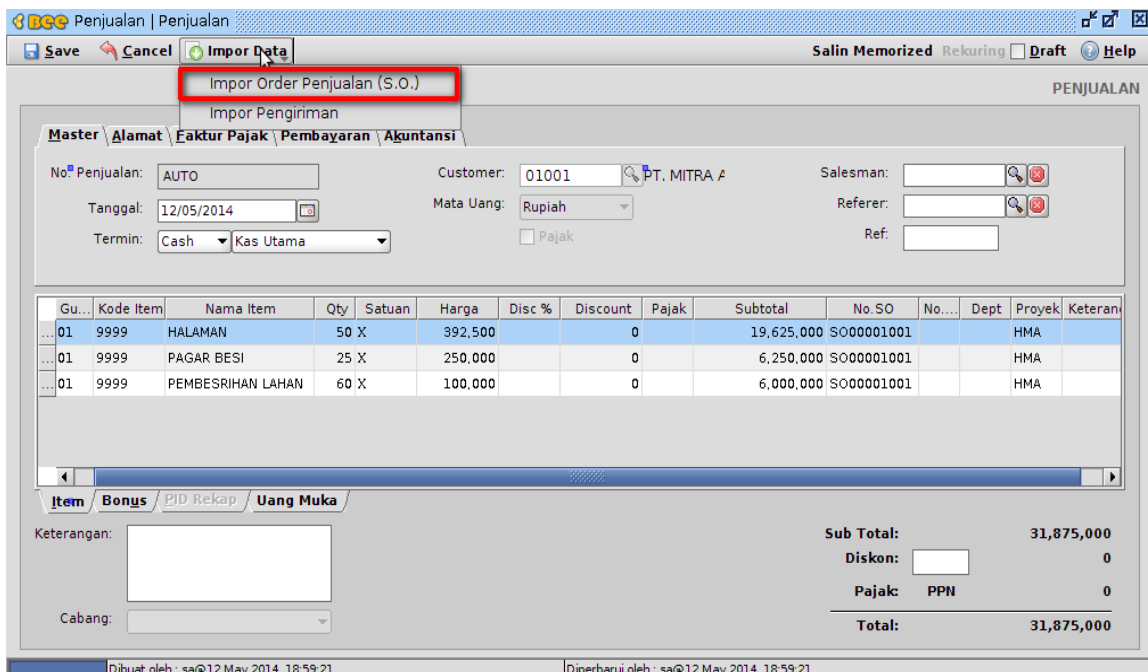 Bee Penjualan | Penjualan
Save Cancel Impor Data Salin Memorized Rekuring Draft Help
Impor Order Penjualan (S.O.)
PENJUALAN
Impor Pengiriman
Master Alamat Faktur Pajak Pembayaran Akuntansi
No. Penjualan: AUTO Customer: 01001 PT. MITRA A Salesman:
Tanggal: 12/05/2014 Mata Uang: Rupiah Referer:
Termin: Cash Kas Utama Pajak Ref:
Gu... Kode Item Nama Item Qty Satuan Harga Disc % Discount Pajak Subtotal No.SO No.... Dept Proyek Keteran
... 01 9999 HALAMAN 50 X 392,500 0 19,625,000 SO00001001 HMA
... 01 9999 PAGAR BESI 25 X 250,000 0 6,250,000 SO00001001 HMA
... 01 9999 PEMBESRIHAN LAHAN 60 X 100,000 0 6,000,000 SO00001001 HMA
Item Bonus PID Rekap Uang Muka
Keterangan: Sub Total: 31,875,000
Diskon: 0
Pajak: PPN 0
Cabang: Total: 31,875,000
Dibuat oleh : sa@12 May 2014 18:59:21 Diperbarui oleh : sa@12 May 2014 18:59:21